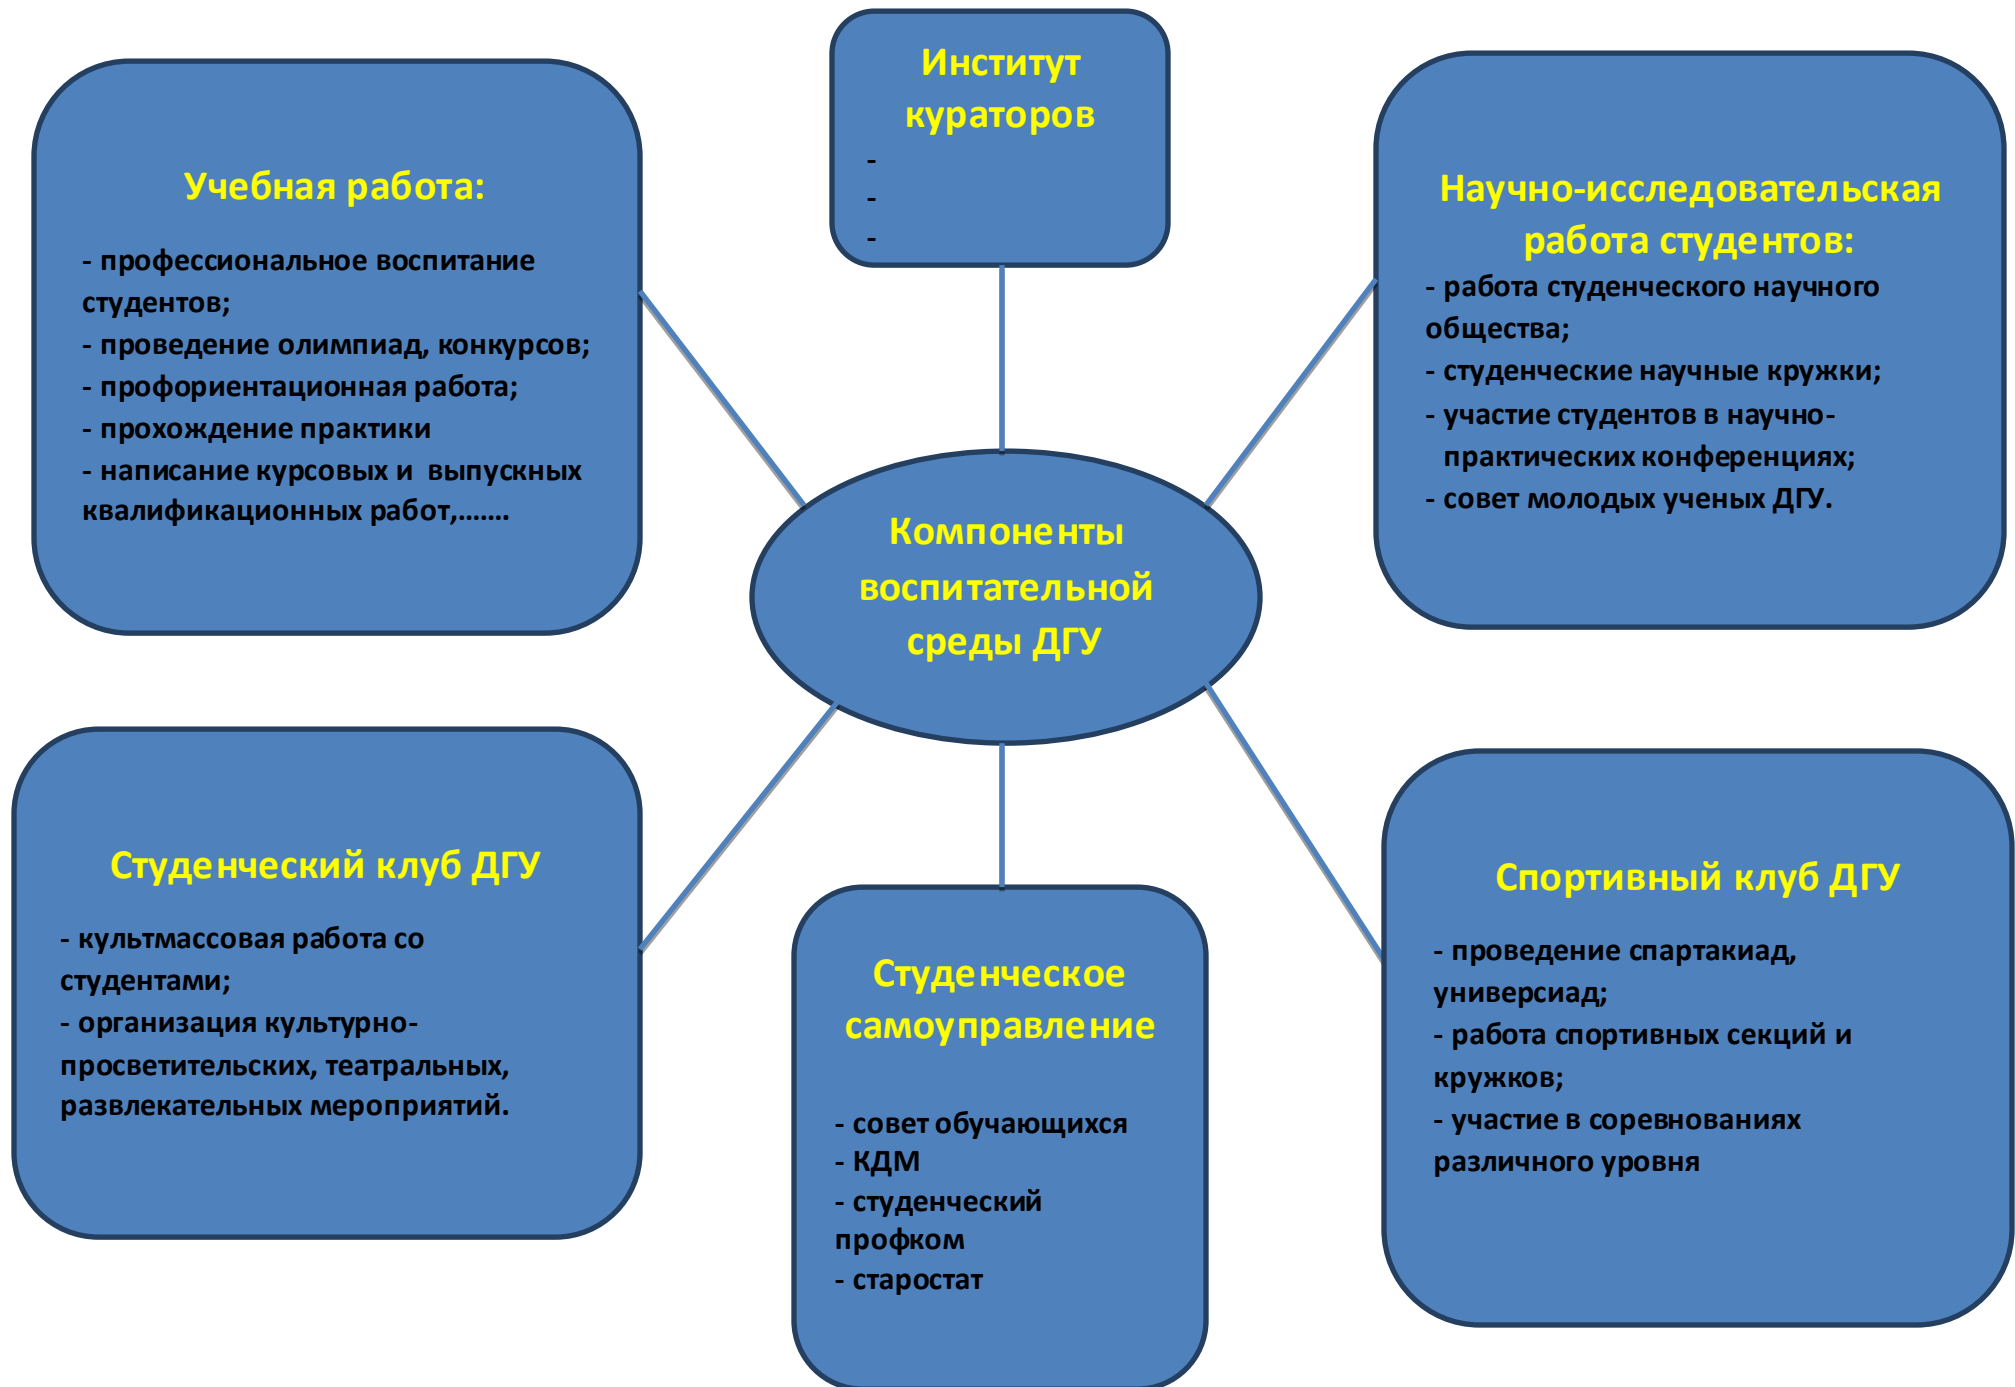 Институт
кураторов
-
-
-
Учебная работа:
- профессиональное воспитание
студентов;
- проведение олимпиад, конкурсов;
- профориентационная работа;
- прохождение практики
- написание курсовых и  выпускных
квалификационных работ,.......
Научно-исследовательская
работа студентов:
- работа студенческого научного
общества;
- студенческие научные кружки;
- участие студентов в научно-
практических конференциях;
- совет молодых ученых ДГУ.
Компоненты
воспитательной
среды ДГУ
Студенческий клуб ДГУ
- культмассовая работа со
студентами;
- организация культурно-
просветительских, театральных,
развлекательных мероприятий.
Студенческое
самоуправление
- совет обучающихся
- КДМ
- студенческий
профком
- старостат
Спортивный клуб ДГУ
- проведение спартакиад,
универсиад;
- работа спортивных секций и
кружков;
- участие в соревнованиях
различного уровня